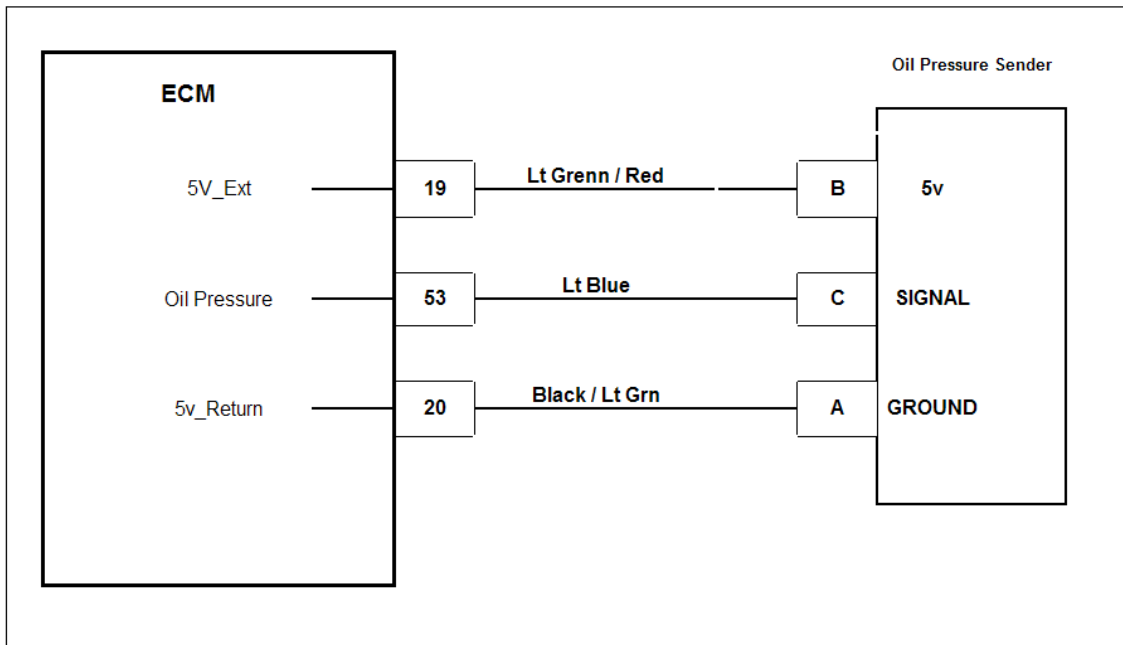 Oil Pressure Sender
ECM
5V_Ext
19
Lt Grenn / Red
B
5v
Oil Pressure
53
Lt Blue
C
SIGNAL
5v_Return
20
Black / Lt Grn
A
GROUND